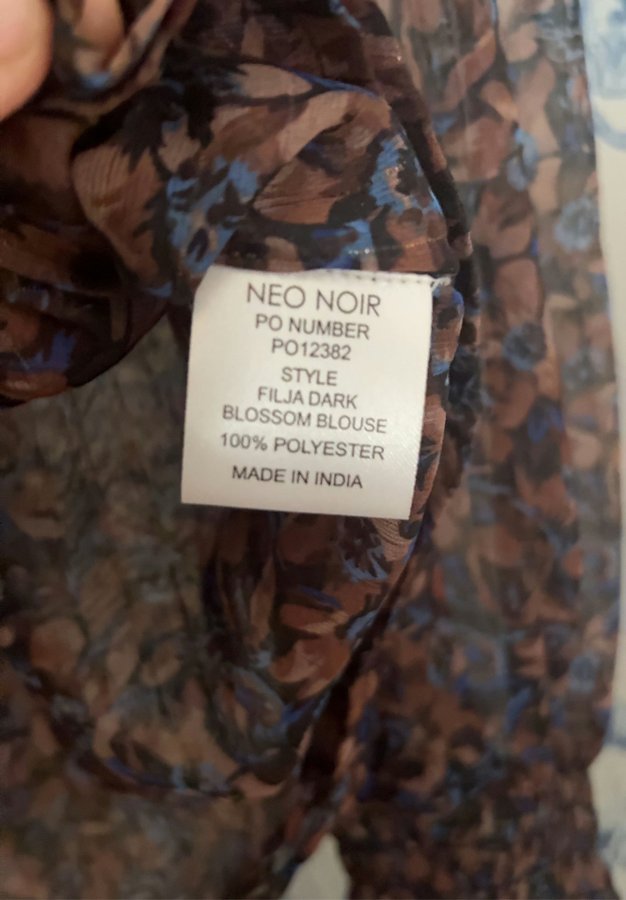 NEO NOIR
PO NUMBER
PO12382
STYLE
FILJA DARK
BLOSSOM BLOUSE
100% POLYESTER
MADE IN INDIA